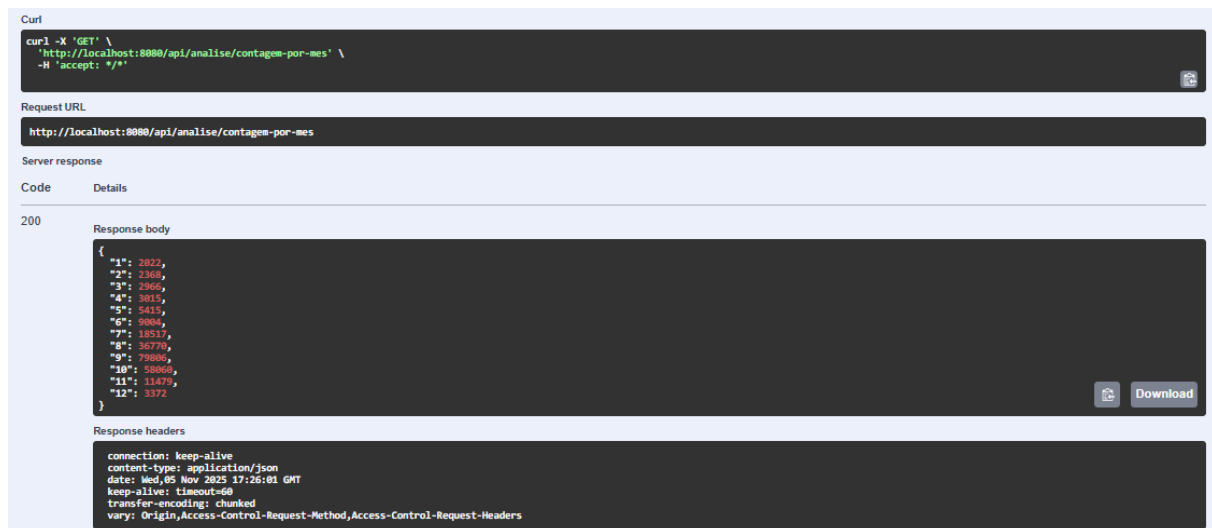 Curl
curl -X 'GET' \
'http://localhost:8080/api/analise/contagem-por-mes' \
-H 'accept: */*'
Request URL
http://localhost:8080/api/analise/contagem-por-mes
Server response
Code Details
200
Response body
{
"1": 2022,
"2": 2368,
"3": 2966,
"4": 3015,
"5": 5415,
"6": 9004,
"7": 18517,
"8": 36770,
"9": 79806,
"10": 58060,
"11": 11479,
"12": 3372
}
Download
Response headers
connection: keep-alive
content-type: application/json
date: Wed,05 Nov 2025 17:26:01 GMT
keep-alive: timeout=60
transfer-encoding: chunked
vary: Origin,Access-Control-Request-Method,Access-Control-Request-Headers